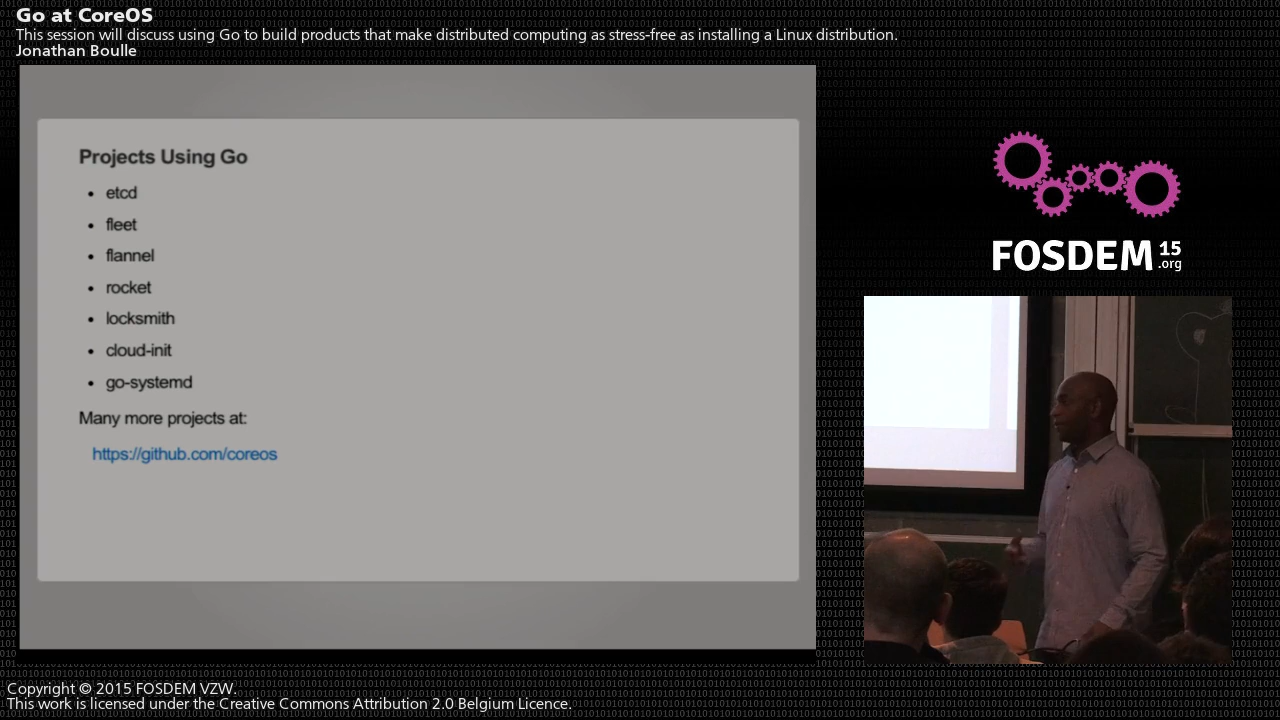 Go at CoreOS
This session will discuss using Go to build products that make distributed computing as stress-free as installing a Linux distribution.
Jonathan Boulle
Projects Using Go
etcd
fleet
flannel
rocket
locksmith
cloud-init
go-systemd
Many more projects at:
https://github.com/coreos
FOSDEM 15
.org
Copyright © 2015 FOSDEM VZW.
This work is licensed under the Creative Commons Attribution 2.0 Belgium Licence.